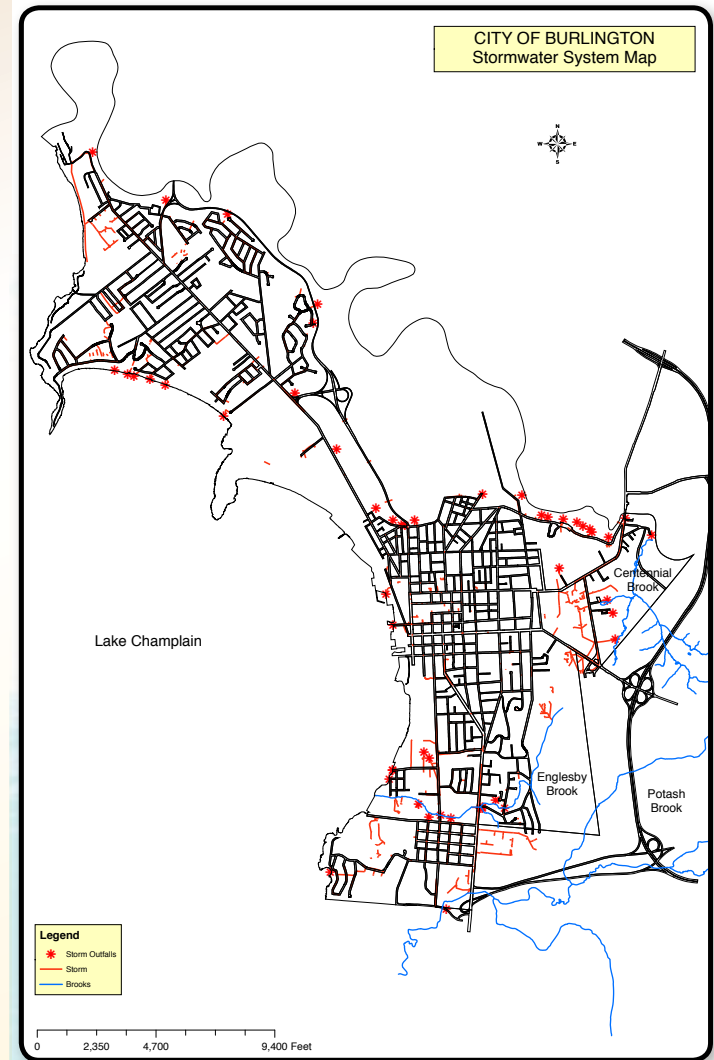 CITY OF BURLINGTON
Stormwater System Map
N
W E
S
Centennial
Brook
Lake Champlain
Englesby
Brook
Potash
Brook
Legend
Storm Outfalls
Storm
Brooks
0 2,350 4,700 9,400 Feet